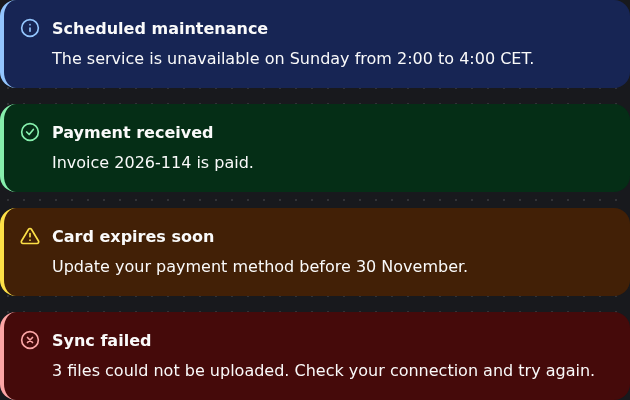 Scheduled maintenance
The service is unavailable on Sunday from 2:00 to 4:00 CET.
Payment received
Invoice 2026-114 is paid.
Card expires soon
Update your payment method before 30 November.
Sync failed
3 files could not be uploaded. Check your connection and try again.